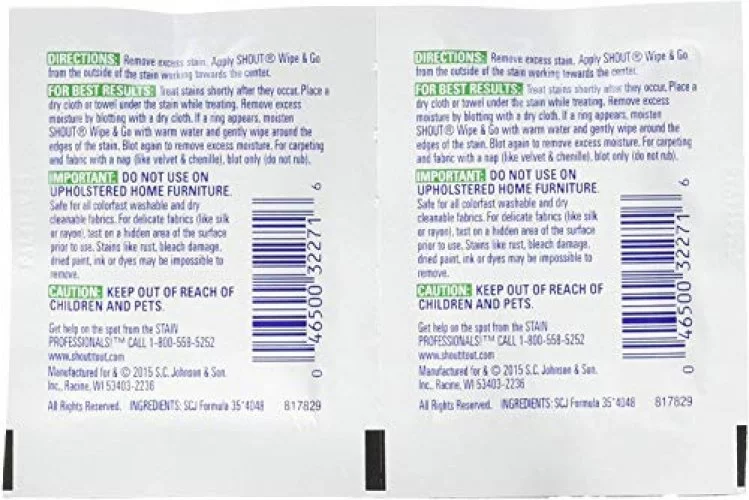 DIRECTIONS: Remove excess stain. Apply SHOUT® Wipe & Go
from the outside of the stain working towards the center.
FOR BEST RESULTS: Treat stains shortly after they occur. Place a
dry cloth or towel under the stain while treating. Remove excess
moisture by blotting with a dry cloth. If a ring appears, moisten
SHOUT® Wipe & Go with warm water and gently wipe around the
edges of the stain. Blot again to remove excess moisture. For carpeting
and fabric with a nap (like velvet & chenille), blot only (do not rub).
IMPORTANT: DO NOT USE ON
UPHOLSTERED HOME FURNITURE.
Safe for all colorfast washable and dry
cleanable fabrics. For delicate fabrics (like silk
or rayon), test on a hidden area of the surface
prior to use. Stains like rust, bleach damage,
dried paint, ink or dyes may be impossible to
remove.
CAUTION: KEEP OUT OF REACH OF
CHILDREN AND PETS.
Get help on the spot from the STAIN
PROFESSIONALS!™ CALL 1-800-558-5252
www.shoutitout.com
Manufactured for & © 2015 S.C. Johnson & Son,
Inc., Racine, WI 53403-2236
All Rights Reserved. INGREDIENTS: SCJ Formula 35*4048 817829
0 46500 32271 6
DIRECTIONS: Remove excess stain. Apply SHOUT® Wipe & Go
from the outside of the stain working towards the center.
FOR BEST RESULTS: Treat stains shortly after they occur. Place a
dry cloth or towel under the stain while treating. Remove excess
moisture by blotting with a dry cloth. If a ring appears, moisten
SHOUT® Wipe & Go with warm water and gently wipe around the
edges of the stain. Blot again to remove excess moisture. For carpeting
and fabric with a nap (like velvet & chenille), blot only (do not rub).
IMPORTANT: DO NOT USE ON
UPHOLSTERED HOME FURNITURE.
Safe for all colorfast washable and dry
cleanable fabrics. For delicate fabrics (like silk
or rayon), test on a hidden area of the surface
prior to use. Stains like rust, bleach damage,
dried paint, ink or dyes may be impossible to
remove.
CAUTION: KEEP OUT OF REACH OF
CHILDREN AND PETS.
Get help on the spot from the STAIN
PROFESSIONALS!™ CALL 1-800-558-5252
www.shoutitout.com
Manufactured for & © 2015 S.C. Johnson & Son,
Inc., Racine, WI 53403-2236
All Rights Reserved. INGREDIENTS: SCJ Formula 35*4048 817829
0 46500 32271 6